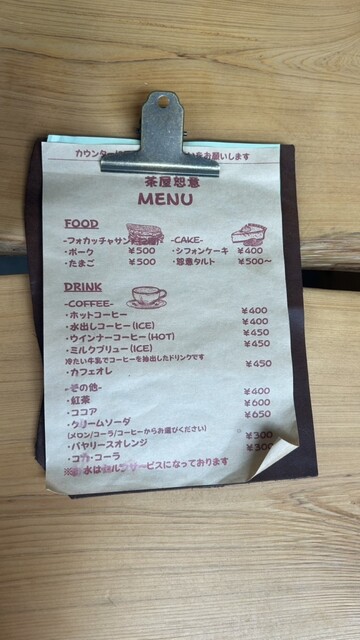 カウンター をお願いします
茶屋恕意
MENU
FOOD
-フォカッチャサンド
・ポーク ¥500
・たまご ¥500
-CAKE-
・シフォンケーキ ¥400
・恕意タルト ¥500～
DRINK
-COFFEE-
・ホットコーヒー ¥400
・水出しコーヒー(ICE) ¥400
・ウインナーコーヒー(HOT) ¥450
・ミルクブリュー(ICE) ¥450
冷たい牛乳でコーヒーを抽出したドリンクです
・カフェオレ ¥450
-その他-
・紅茶 ¥400
・ココア ¥600
・クリームソーダ ¥650
(メロン/コーラ/コーヒーからお選びください)
・バヤリースオレンジ ¥300
・コカ・コーラ ¥300
※お水はセルフサービスになっております